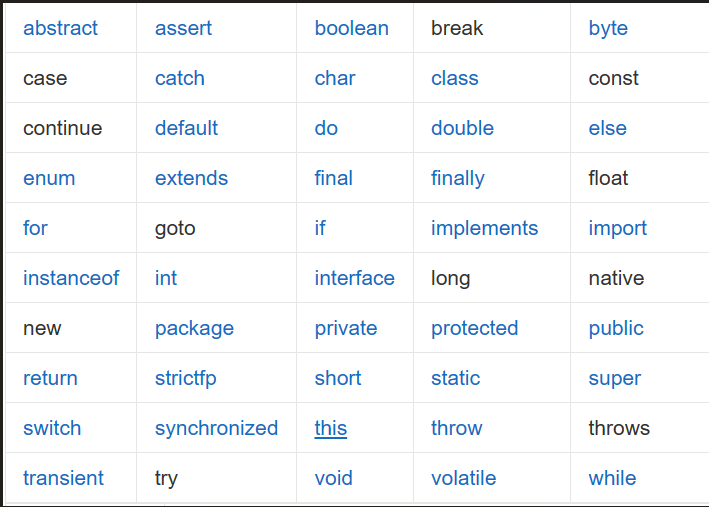 abstract assert boolean break byte
case catch char class const
continue default do double else
enum extends final finally float
for goto if implements import
instanceof int interface long native
new package private protected public
return strictfp short static super
switch synchronized this throw throws
transient try void volatile while